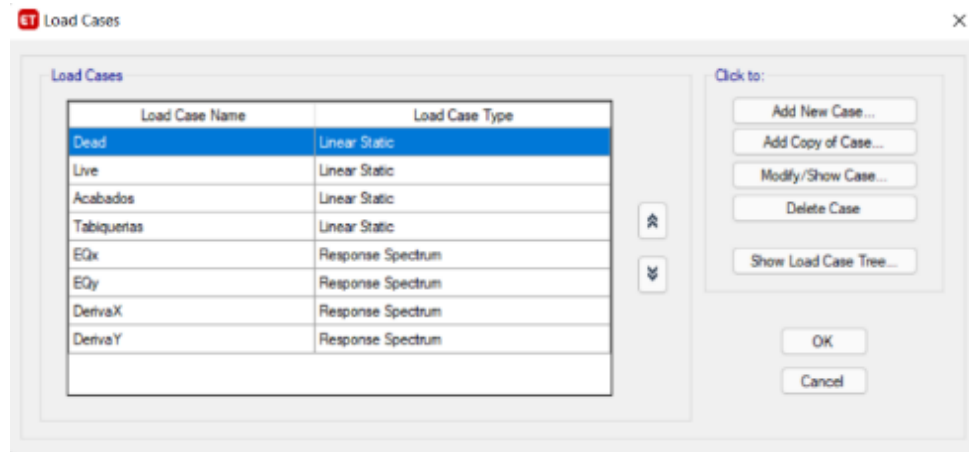 ET Load Cases
Load Cases
Load Case Name Load Case Type
Dead Linear Static
Live Linear Static
Acabados Linear Static
Tabiquerias Linear Static
EQx Response Spectrum
EQy Response Spectrum
DerivaX Response Spectrum
DerivaY Response Spectrum
Click to:
Add New Case...
Add Copy of Case...
Modify/Show Case...
Delete Case
Show Load Case Tree...
OK
Cancel